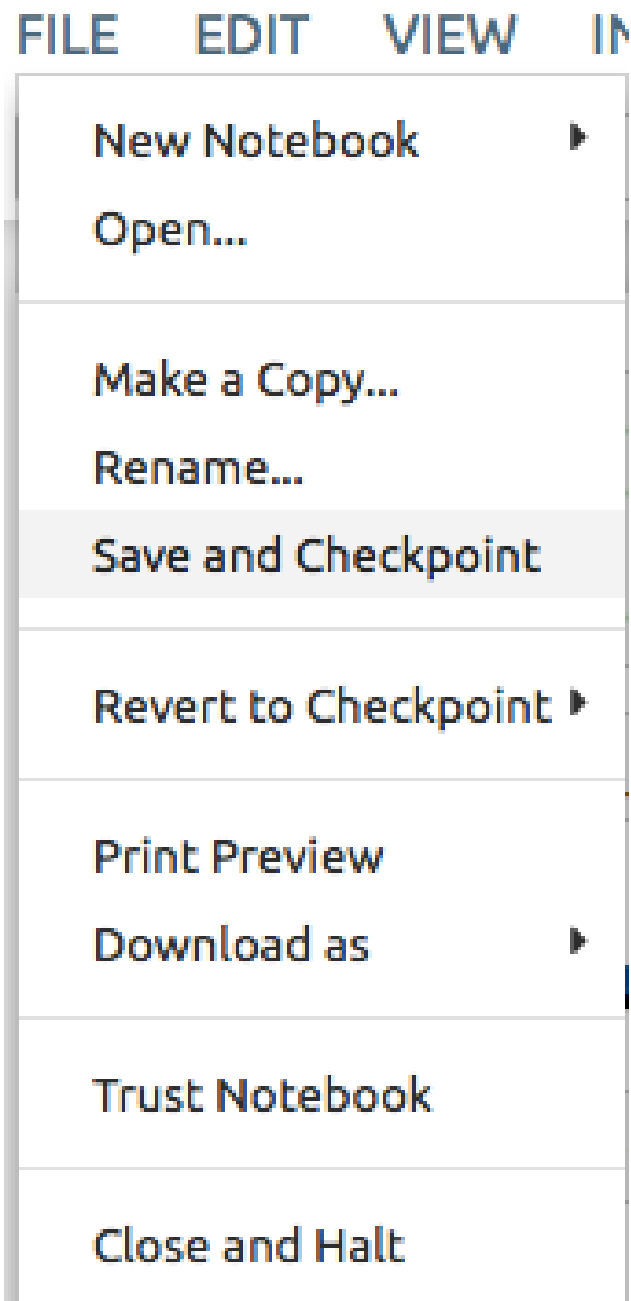 FILE EDIT VIEW
New Notebook
Open...
Make a Copy...
Rename...
Save and Checkpoint
Revert to Checkpoint
Print Preview
Download as
Trust Notebook
Close and Halt